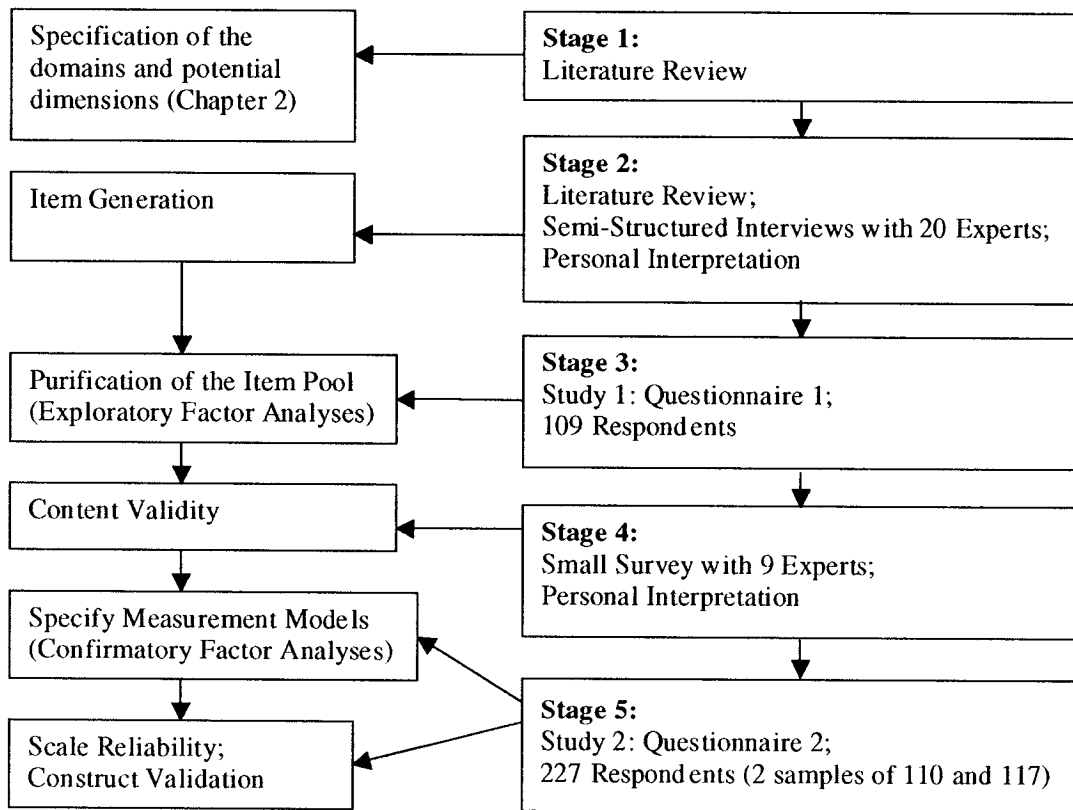 Specification of the
domains and potential
dimensions (Chapter 2)
Stage 1:
Literature Review
Item Generation
Stage 2:
Literature Review;
Semi-Structured Interviews with 20 Experts;
Personal Interpretation
Purification of the Item Pool
(Exploratory Factor Analyses)
Stage 3:
Study 1: Questionnaire 1;
109 Respondents
Content Validity
Stage 4:
Small Survey with 9 Experts;
Personal Interpretation
Specify Measurement Models
(Confirmatory Factor Analyses)
Scale Reliability;
Construct Validation
Stage 5:
Study 2: Questionnaire 2;
227 Respondents (2 samples of 110 and 117)